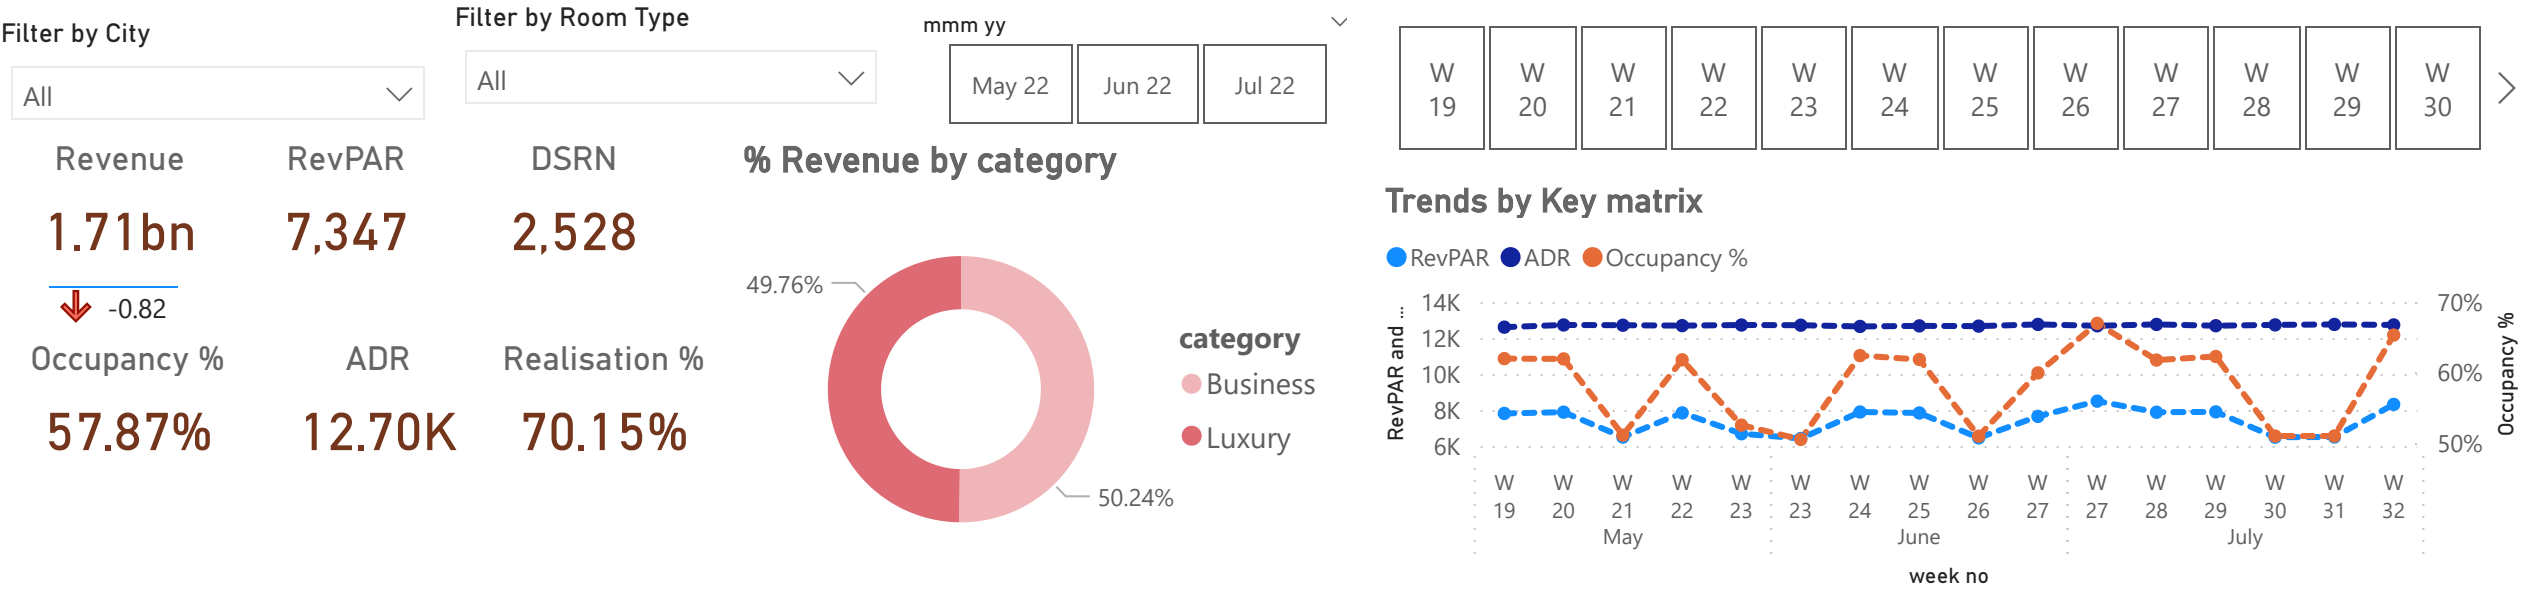 Filter by City
All
Filter by Room Type
All
mmm yy
May 22
Jun 22
Jul 22
W 19
W 20
W 21
W 22
W 23
W 24
W 25
W 26
W 27
W 28
W 29
W 30
Revenue
1.71bn
-0.82
RevPAR
7,347
DSRN
2,528
Occupancy %
57.87%
ADR
12.70K
Realisation %
70.15%
% Revenue by category
49.76%
50.24%
category
Business
Luxury
Trends by Key matrix
RevPAR ADR Occupancy %
RevPAR and ...
14K
12K
10K
8K
6K
70%
60%
50%
Occupancy %
W W W W W W W W W W W W W W W W
19 20 21 22 23 23 24 25 26 27 27 28 29 30 31 32
May June July
week no